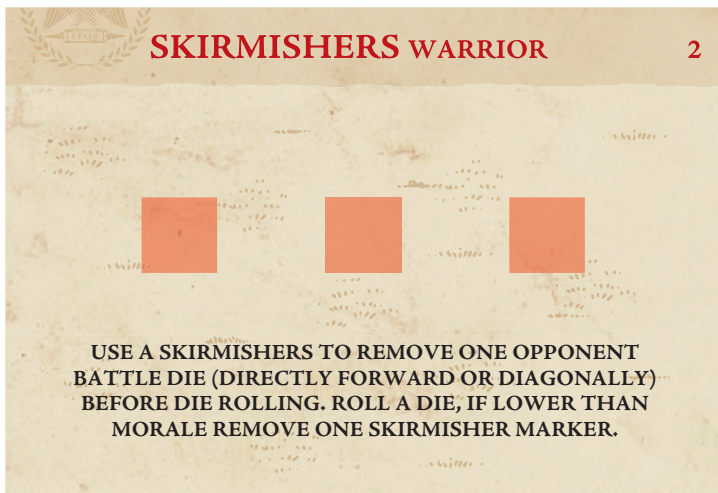 SPQR
SKIRMISHERS WARRIOR 2
USE A SKIRMISHERS TO REMOVE ONE OPPONENT
BATTLE DIE (DIRECTLY FORWARD OR DIAGONALLY)
BEFORE DIE ROLLING. ROLL A DIE, IF LOWER THAN
MORALE REMOVE ONE SKIRMISHER MARKER.